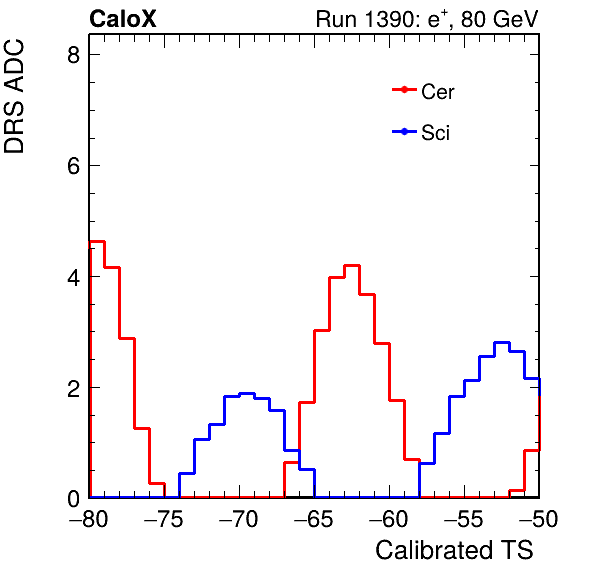 CaloX Run 1390: e⁺, 80 GeV
DRS ADC
8
6
4
2
0
Cer
Sci
−80 −75 −70 −65 −60 −55 −50
Calibrated TS